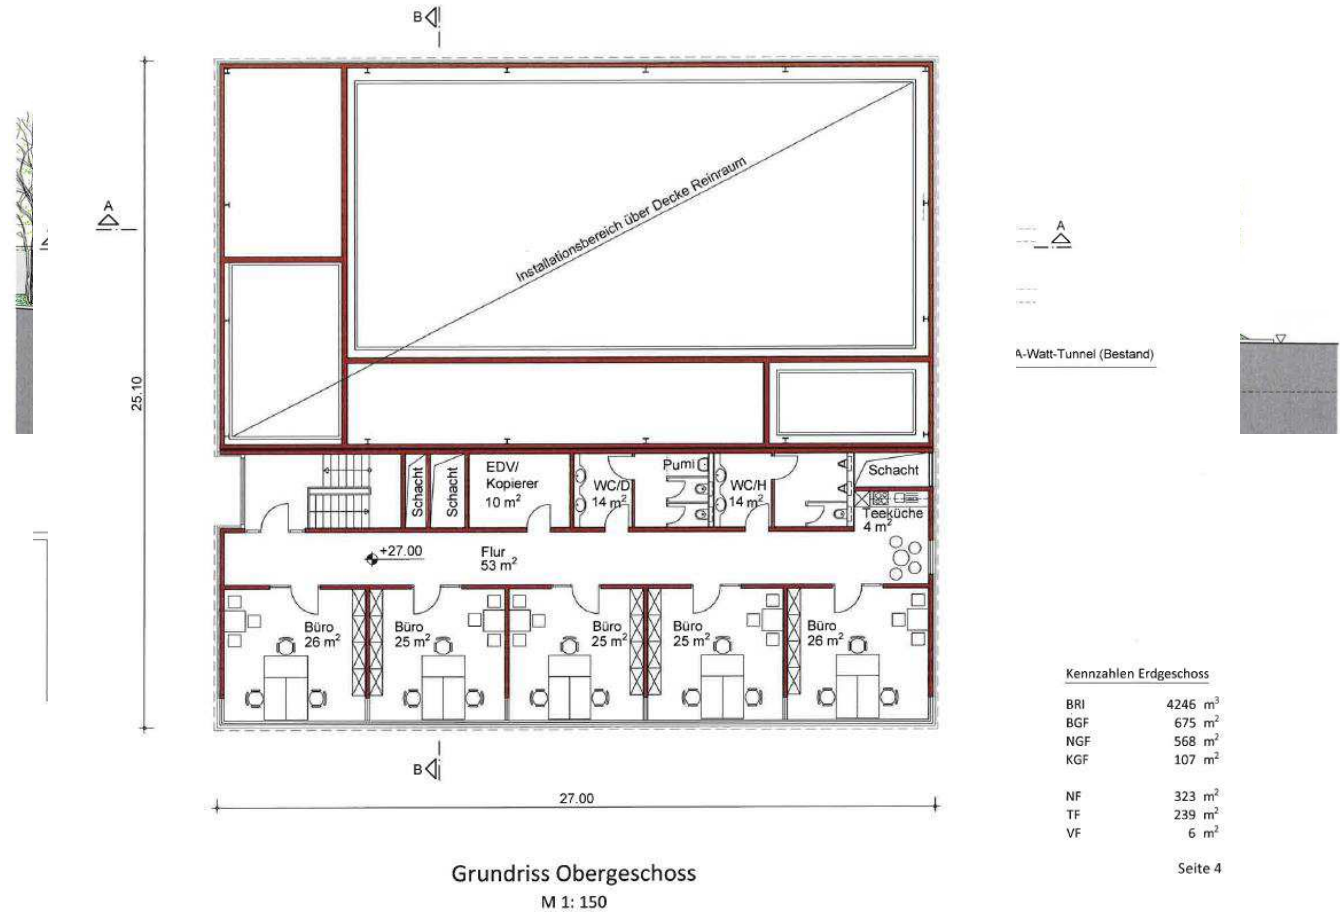 B
A
A
Installationsbereich über Decke Reinraum
A-Watt-Tunnel (Bestand)
25.10
Schacht
Schacht
EDV/
Kopierer
10 m²
WC/D
14 m²
Pumi
WC/H
14 m²
Schacht
Teeküche
4 m²
+27.00
Flur
53 m²
Büro
26 m²
Büro
25 m²
Büro
25 m²
Büro
25 m²
Büro
26 m²
B
27.00
Kennzahlen Erdgeschoss
BRI 4246 m³
BGF 675 m²
NGF 568 m²
KGF 107 m²
NF 323 m²
TF 239 m²
VF 6 m²
Seite 4
Grundriss Obergeschoss
M 1: 150